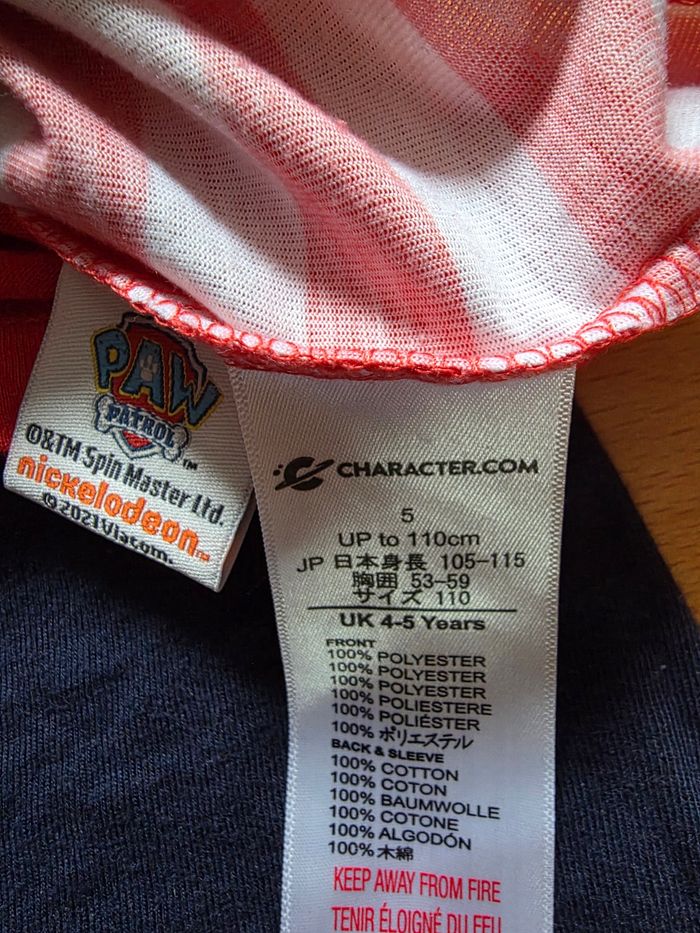 PAW
PATROL™
©&TM Spin Master Ltd.
nickelodeon™
©2021 Viacom.
CHARACTER.COM
5
UP to 110cm
JP 日本身長 105-115
胸囲 53-59
サイズ 110
UK 4-5 Years
FRONT
100% POLYESTER
100% POLYESTER
100% POLYESTER
100% POLIESTERE
100% POLIÉSTER
100% ポリエステル
BACK & SLEEVE
100% COTTON
100% COTON
100% BAUMWOLLE
100% COTONE
100% ALGODÓN
100% 木綿
KEEP AWAY FROM FIRE
TENIR ÉLOIGNÉ DU FEU